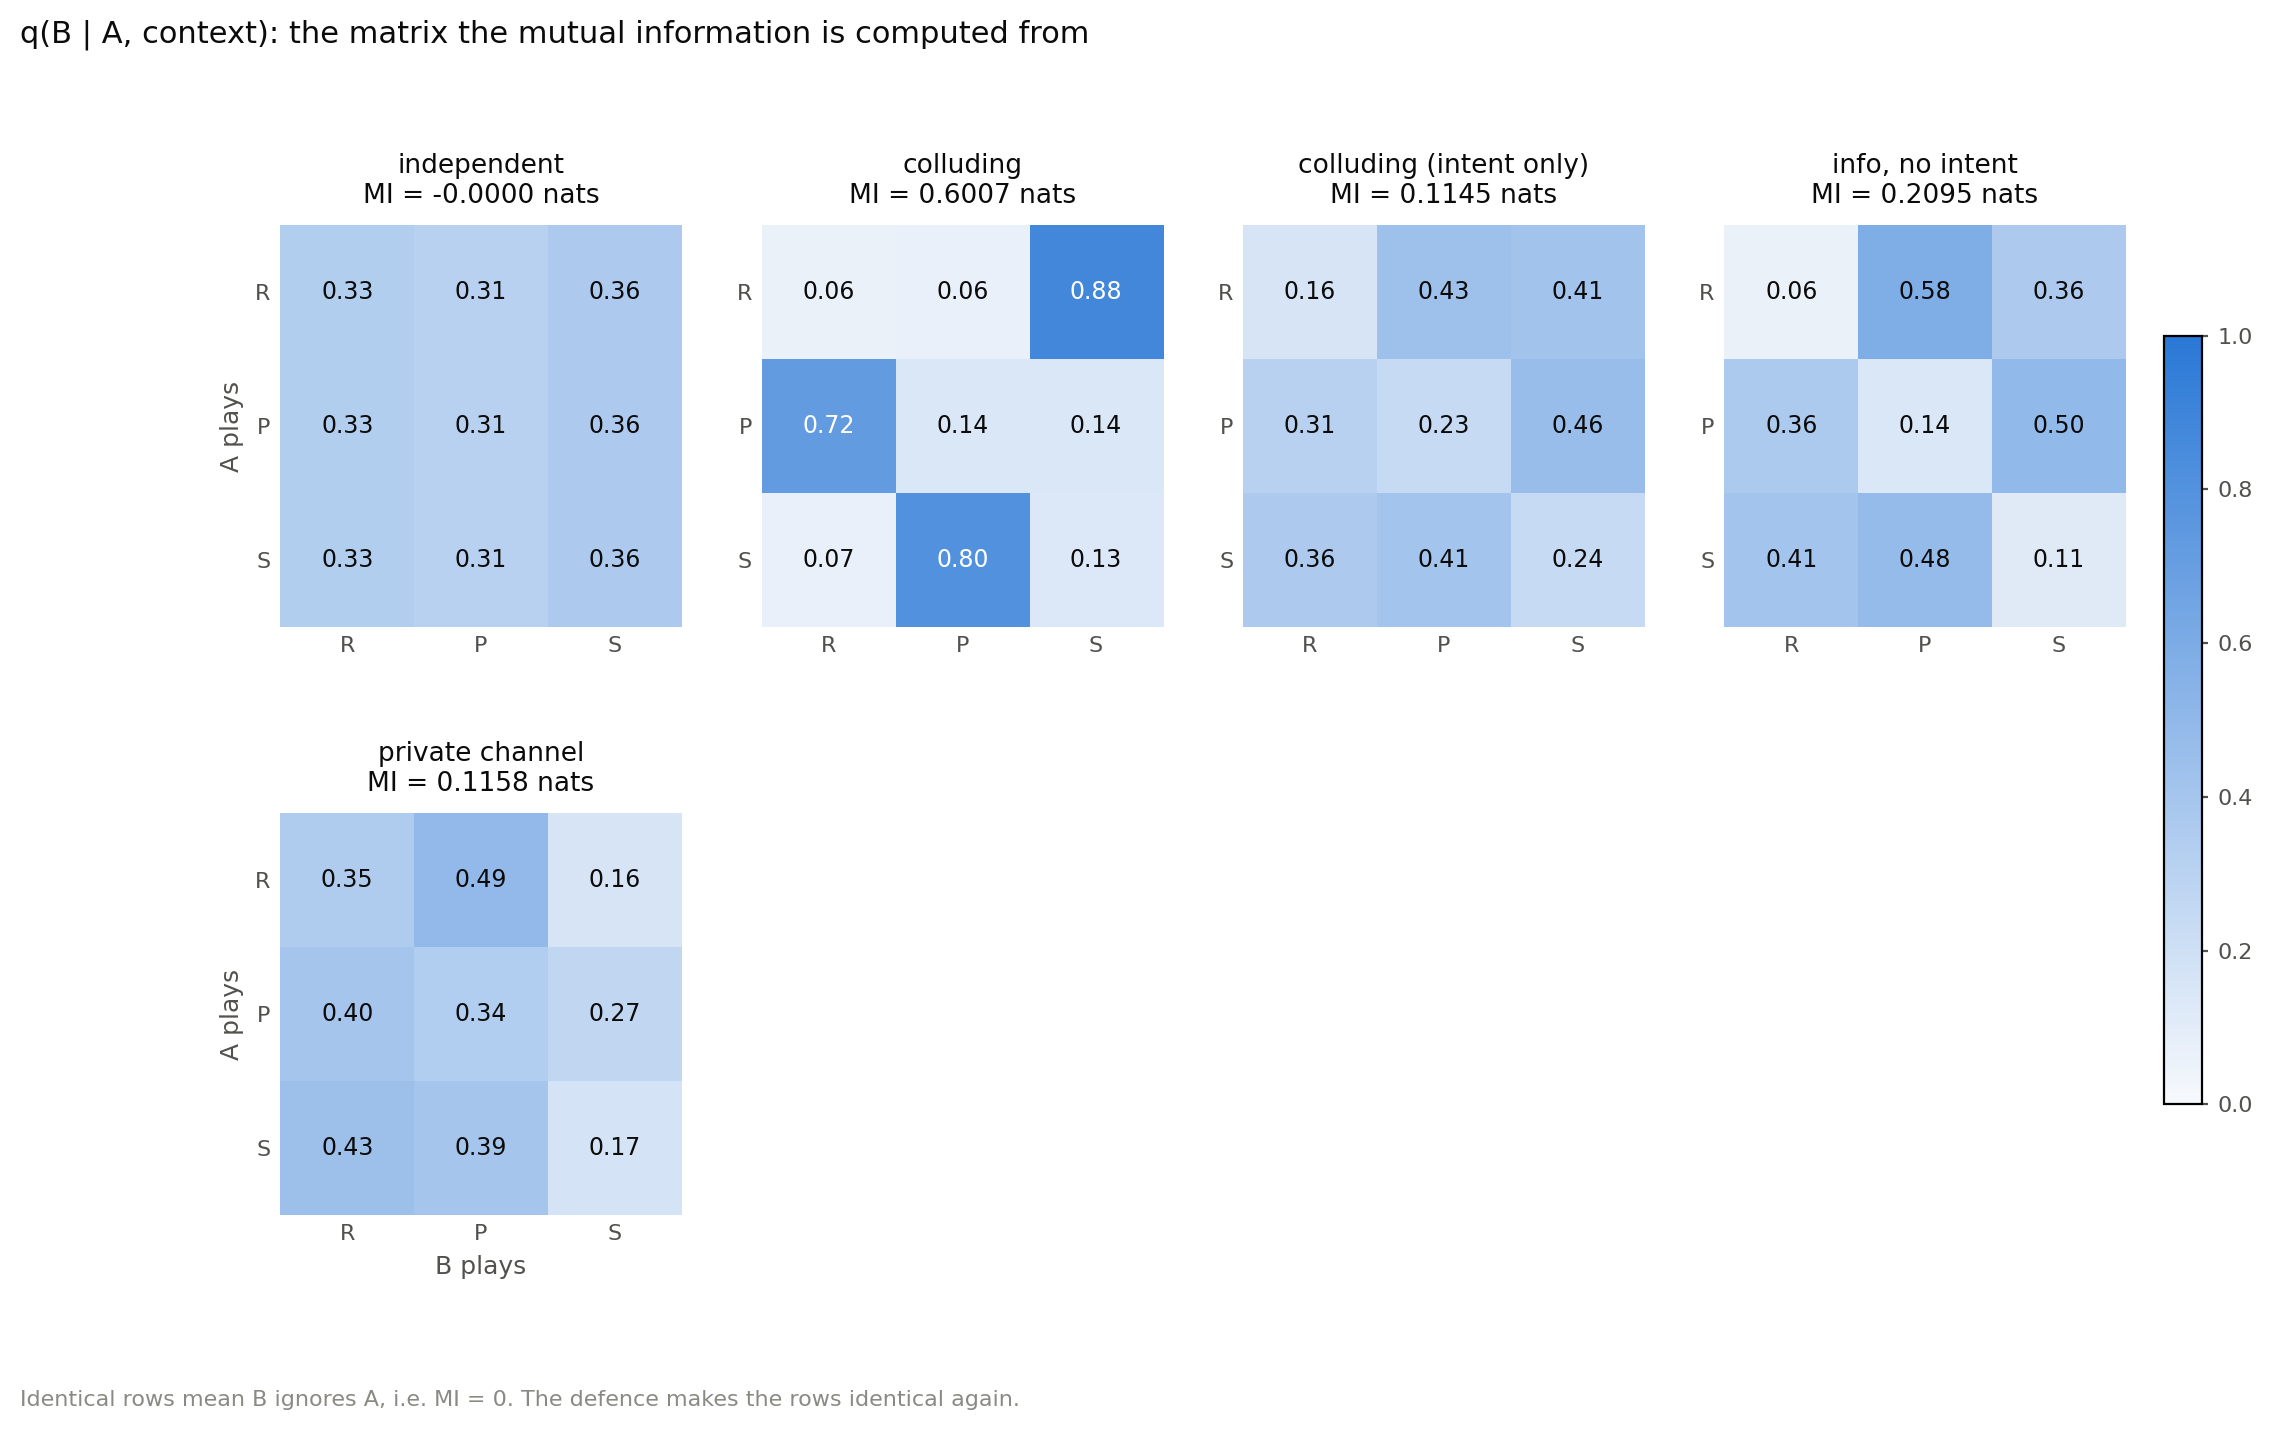 q(B | A, context): the matrix the mutual information is computed from
independent
MI = -0.0000 nats
colluding
MI = 0.6007 nats
colluding (intent only)
MI = 0.1145 nats
info, no intent
MI = 0.2095 nats
A plays
R 0.33 0.31 0.36
P 0.33 0.31 0.36
S 0.33 0.31 0.36
R P S
R 0.06 0.06 0.88
P 0.72 0.14 0.14
S 0.07 0.80 0.13
R P S
R 0.16 0.43 0.41
P 0.31 0.23 0.46
S 0.36 0.41 0.24
R P S
R 0.06 0.58 0.36
P 0.36 0.14 0.50
S 0.41 0.48 0.11
R P S
1.0
0.8
0.6
0.4
0.2
0.0
private channel
MI = 0.1158 nats
A plays
R 0.35 0.49 0.16
P 0.40 0.34 0.27
S 0.43 0.39 0.17
R P S
B plays
Identical rows mean B ignores A, i.e. MI = 0. The defence makes the rows identical again.